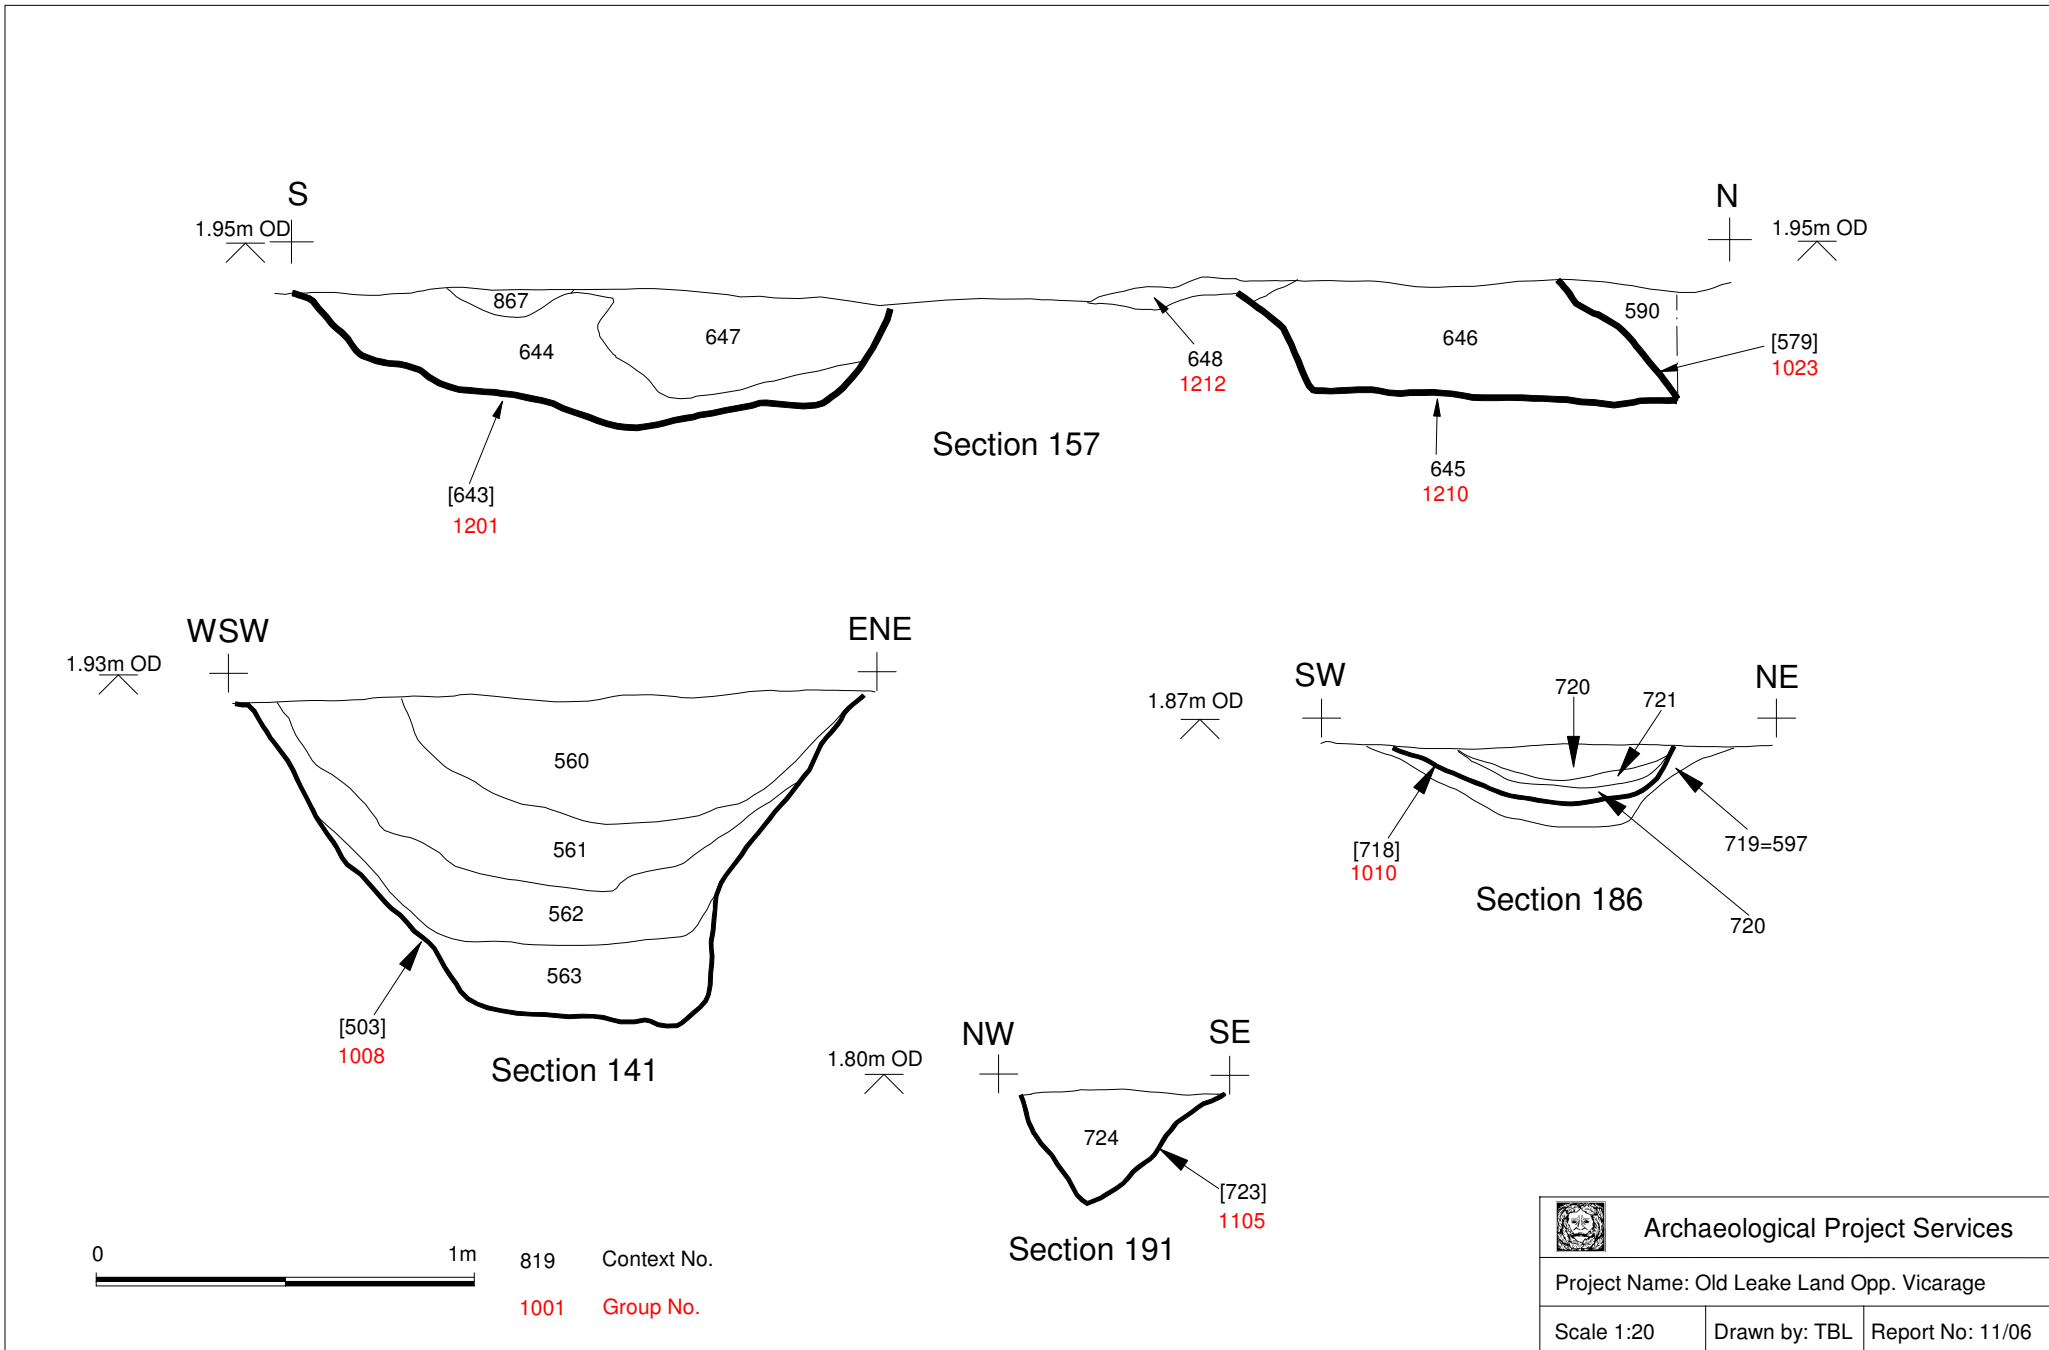 S
N
1.95m OD
1.95m OD
867
590
647
646
644
[579]
1023
648
1212
Section 157
645
1210
[643]
1201
WSW
ENE
1.93m OD
560
561
562
563
[503]
1008
Section 141
SW
NE
1.87m OD
720
721
719=597
[718]
1010
Section 186
720
NW
SE
1.80m OD
724
[723]
1105
Section 191
0 1m
819 Context No.
1001 Group No.
Archaeological Project Services
Project Name: Old Leake Land Opp. Vicarage
Scale 1:20 Drawn by: TBL Report No: 11/06